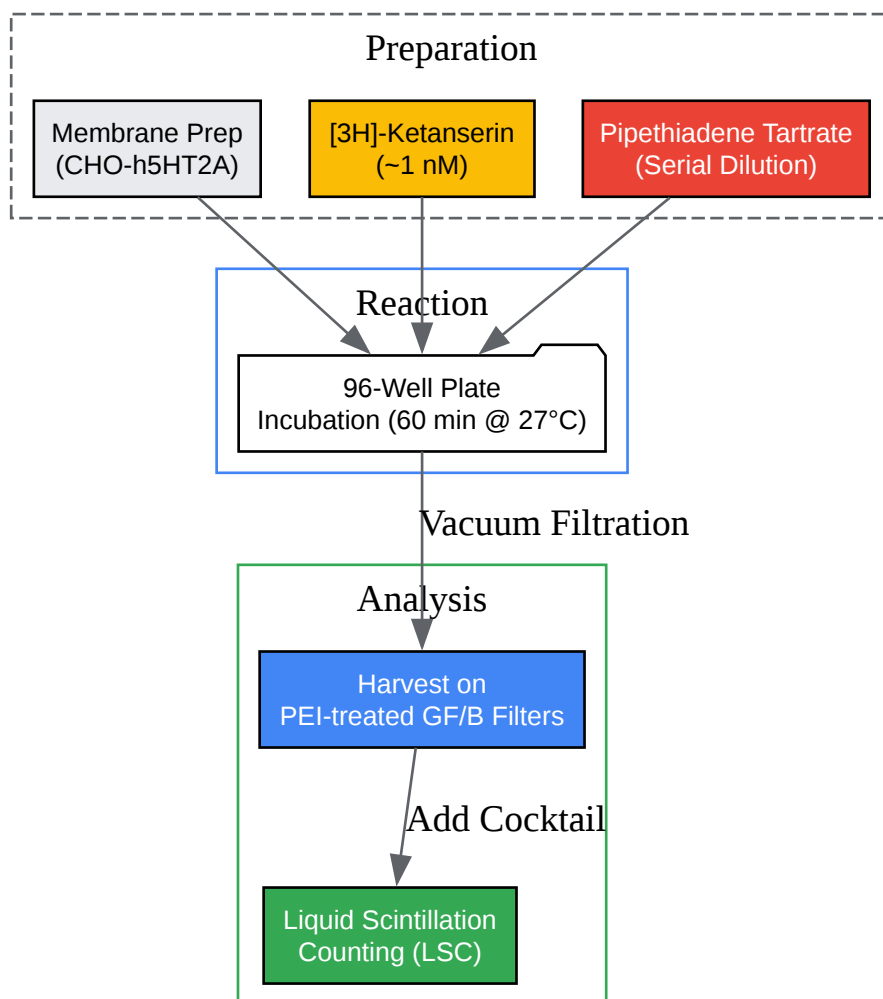 Preparation
Membrane Prep
(CHO-h5HT2A)
[3H]-Ketanserin
(~1 nM)
Pipethiadene Tartrate
(Serial Dilution)
Reaction
96-Well Plate
Incubation (60 min @ 27°C)
Vacuum Filtration
Analysis
Harvest on
PEI-treated GF/B Filters
Add Cocktail
Liquid Scintillation
Counting (LSC)